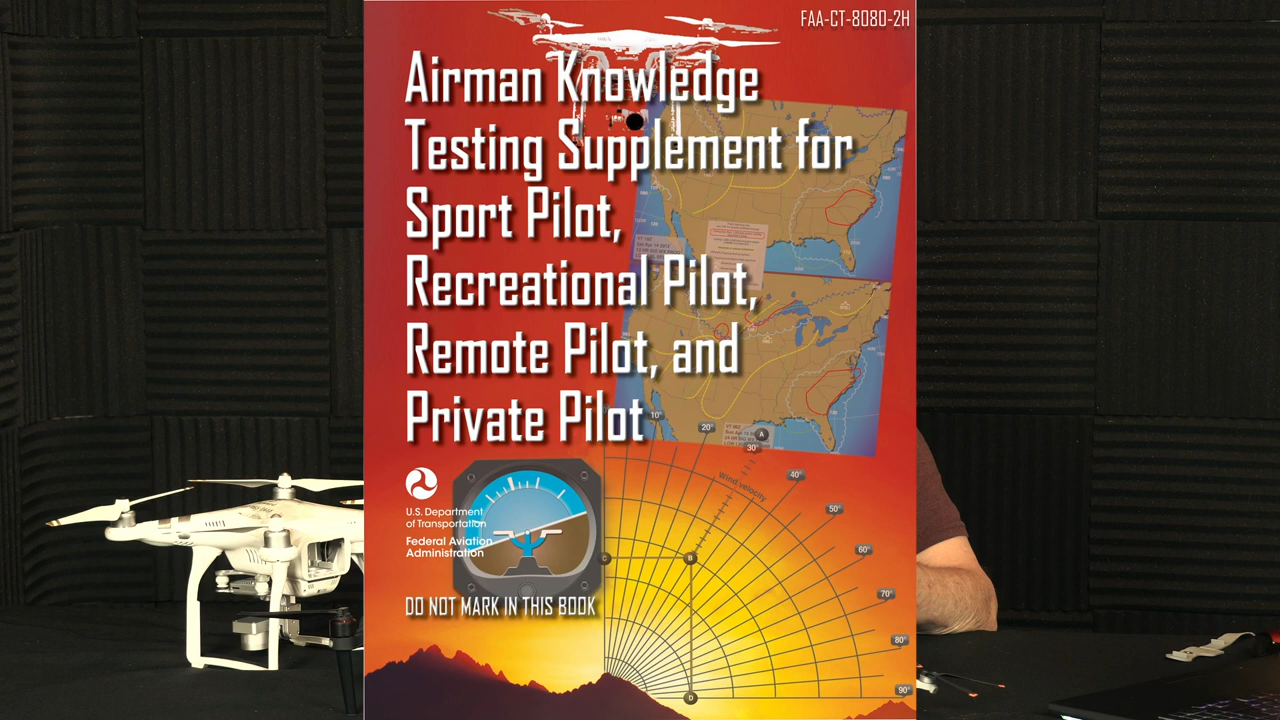 FAA-CT-8080-2H
Airman Knowledge
Testing Supplement for
Sport Pilot,
Recreational Pilot,
Remote Pilot, and
Private Pilot
10°
20°
A
30°
Wind velocity
40°
50°
60°
70°
80°
90°
C
B
D
U.S. Department
of Transportation
Federal Aviation
Administration
DO NOT MARK IN THIS BOOK